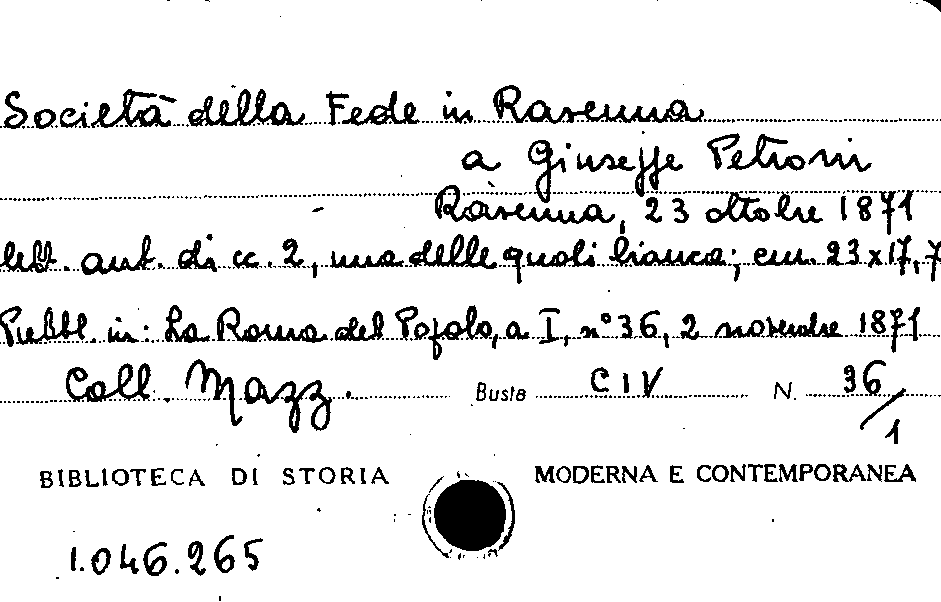 Società della Fede in Ravenna
a Giuseppe Petroni
Ravenna, 23 ottobre 1871
lett. aut. di cc. 2, una delle quali bianca; cm. 23x17,7
Pubbl. in: La Roma del Popolo, a I, n° 36, 2 novembre 1871
Coll. Mazz. Busta CIV N. 36/1
BIBLIOTECA DI STORIA MODERNA E CONTEMPORANEA
1.046.265